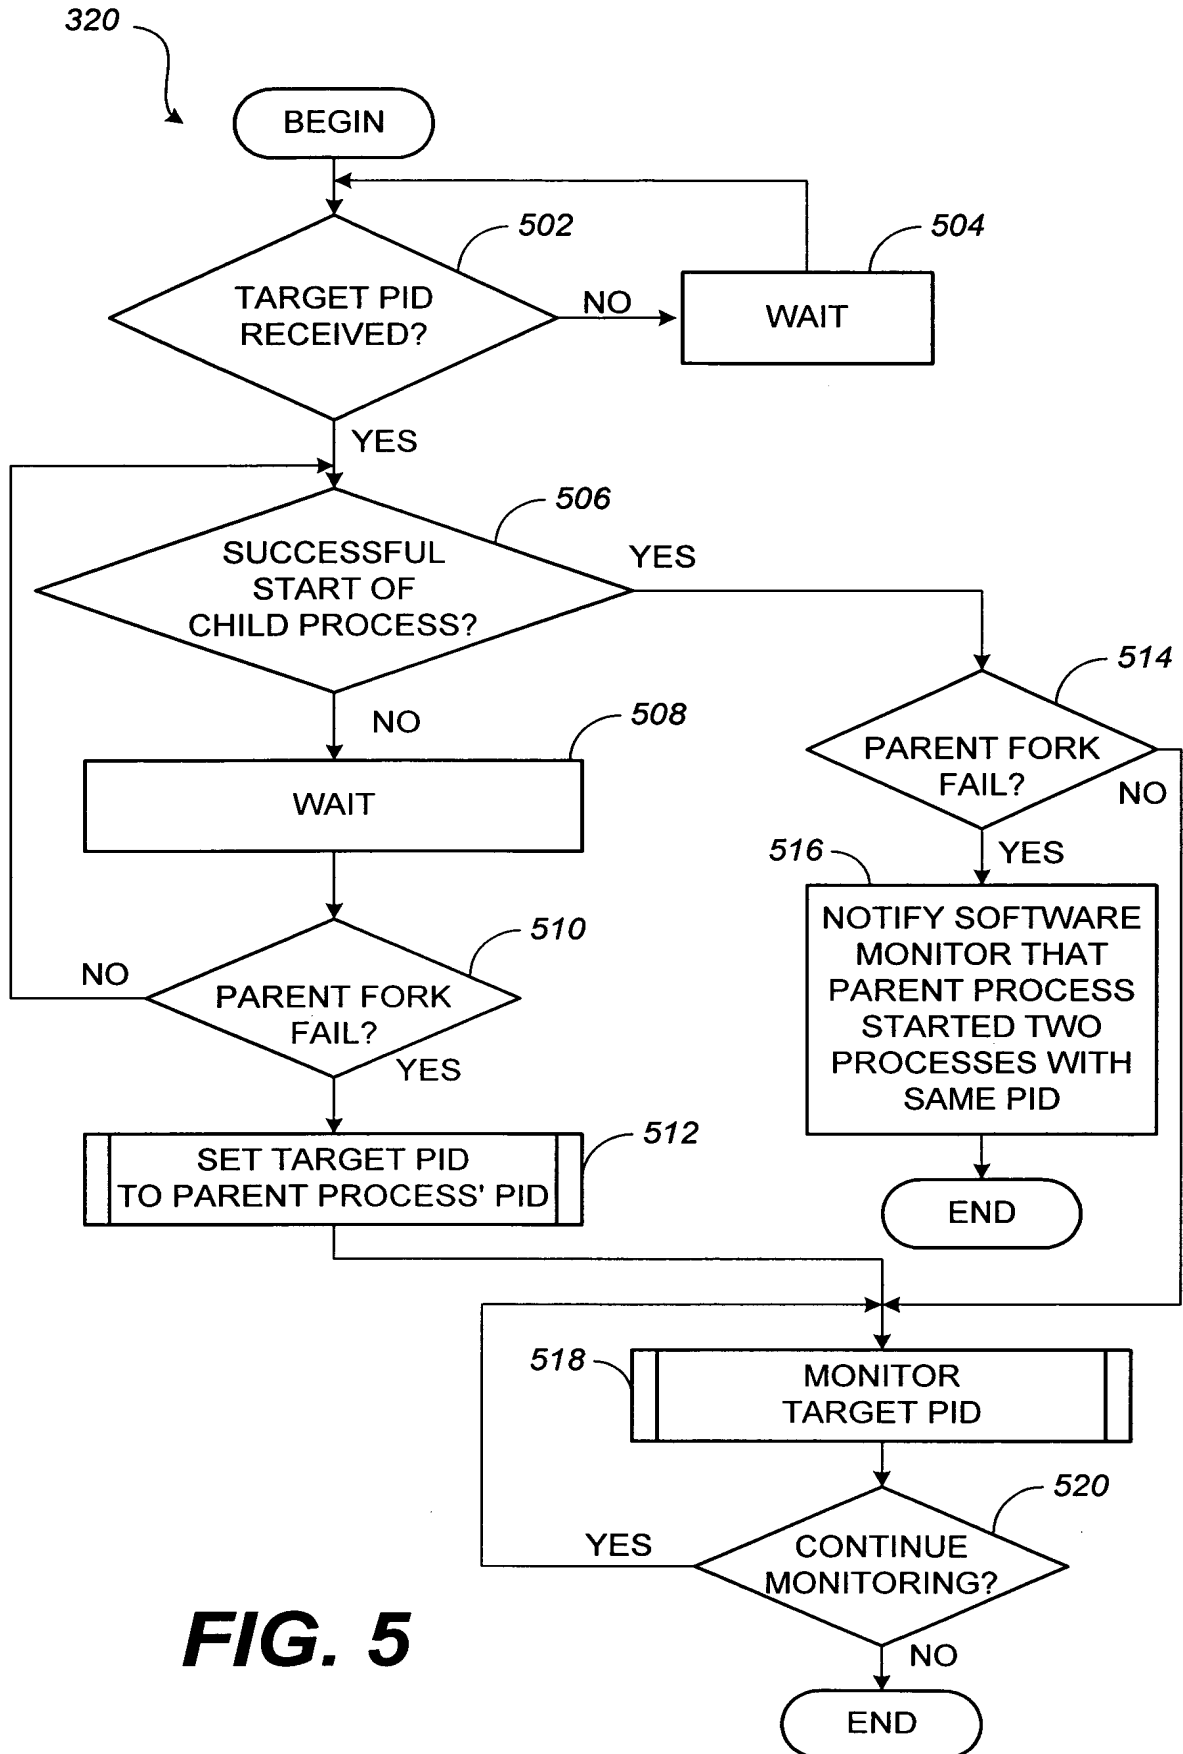 320
BEGIN
502
504
TARGET PID
RECEIVED?
NO
WAIT
YES
506
SUCCESSFUL
START OF
CHILD PROCESS?
YES
514
NO
508
PARENT FORK
FAIL?
NO
WAIT
516
YES
NOTIFY SOFTWARE
MONITOR THAT
PARENT PROCESS
STARTED TWO
PROCESSES WITH
SAME PID
510
NO
PARENT FORK
FAIL?
YES
512
SET TARGET PID
TO PARENT PROCESS' PID
END
518
MONITOR
TARGET PID
520
YES
CONTINUE
MONITORING?
FIG. 5
NO
END